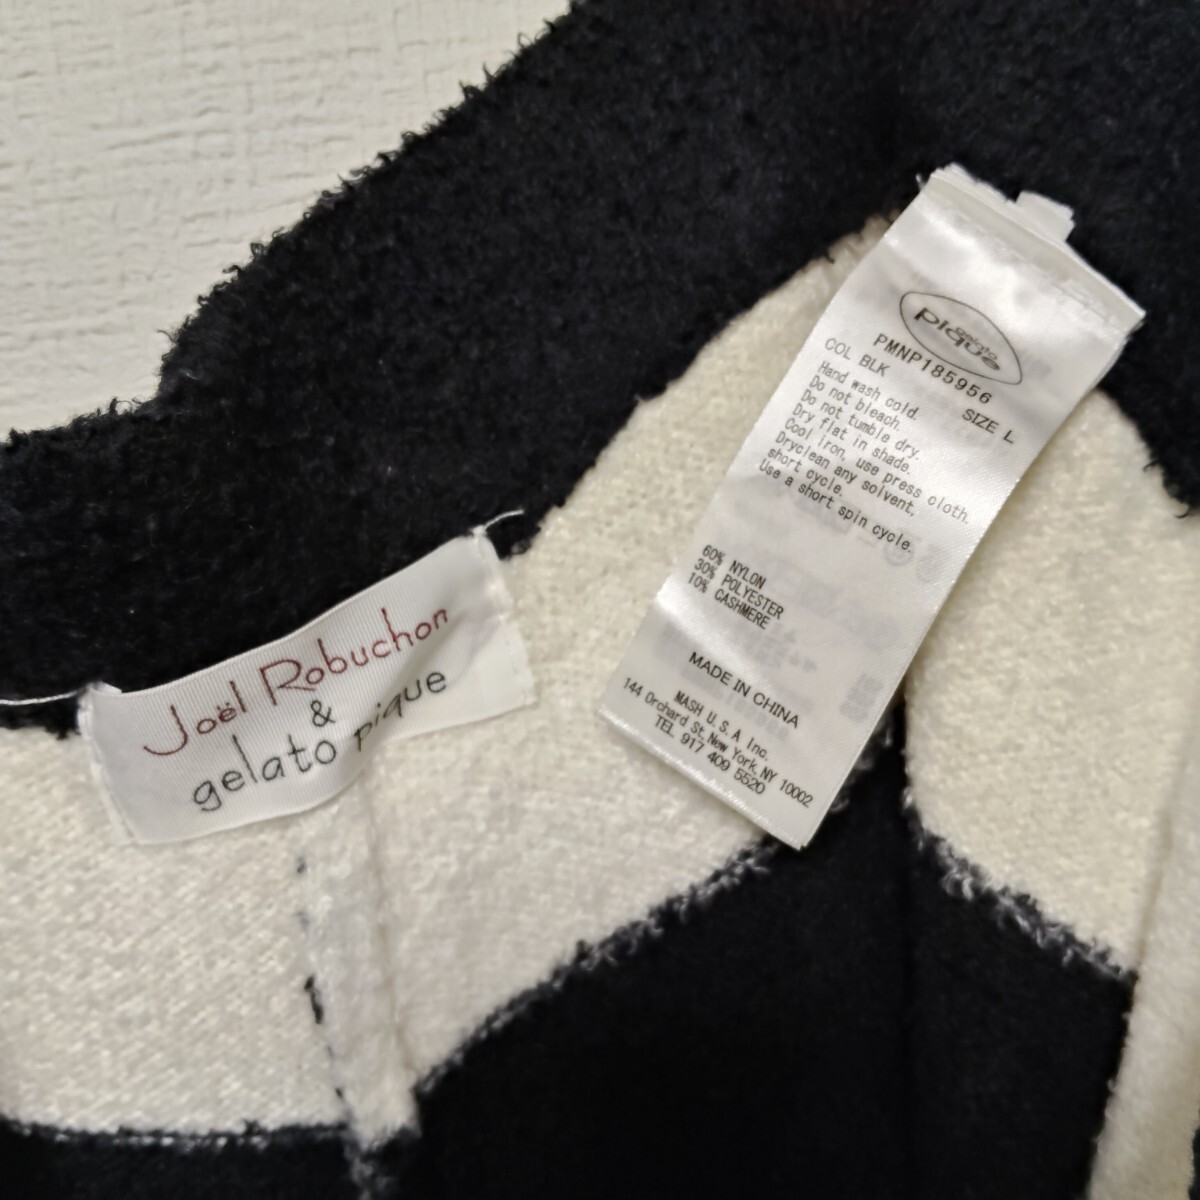 Joël Robuchon
&
gelato pique
gelato
pique
PMNP185956
COL BLK
SIZE L
Hand wash cold.
Do not bleach.
Do not tumble dry.
Dry flat in shade.
Cool iron, use press cloth.
Dryclean any solvent,
short cycle.
Use a short spin cycle.
60% NYLON
30% POLYESTER
10% CASHMERE
MADE IN CHINA
MASH U.S.A Inc.
144 Orchard St, New York, NY 10002
TEL 917 409 5520